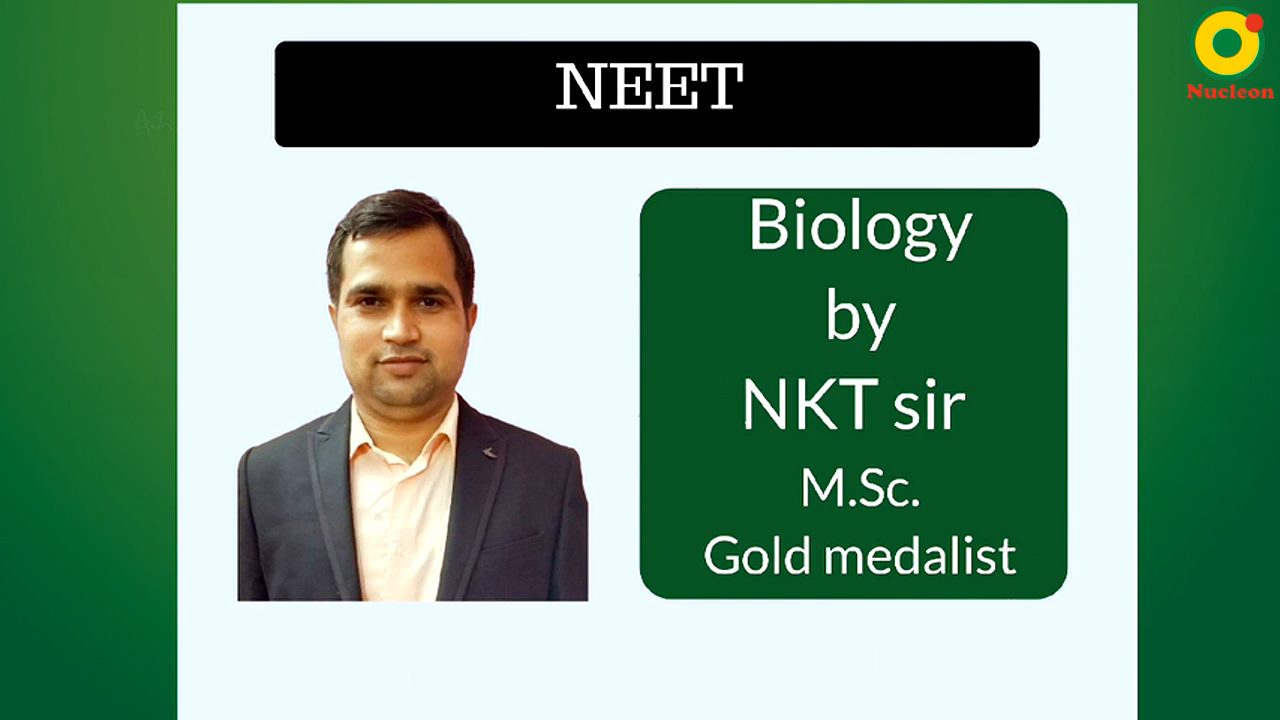 NEET
Nucleon
Biology
by
NKT sir
M.Sc.
Gold medalist